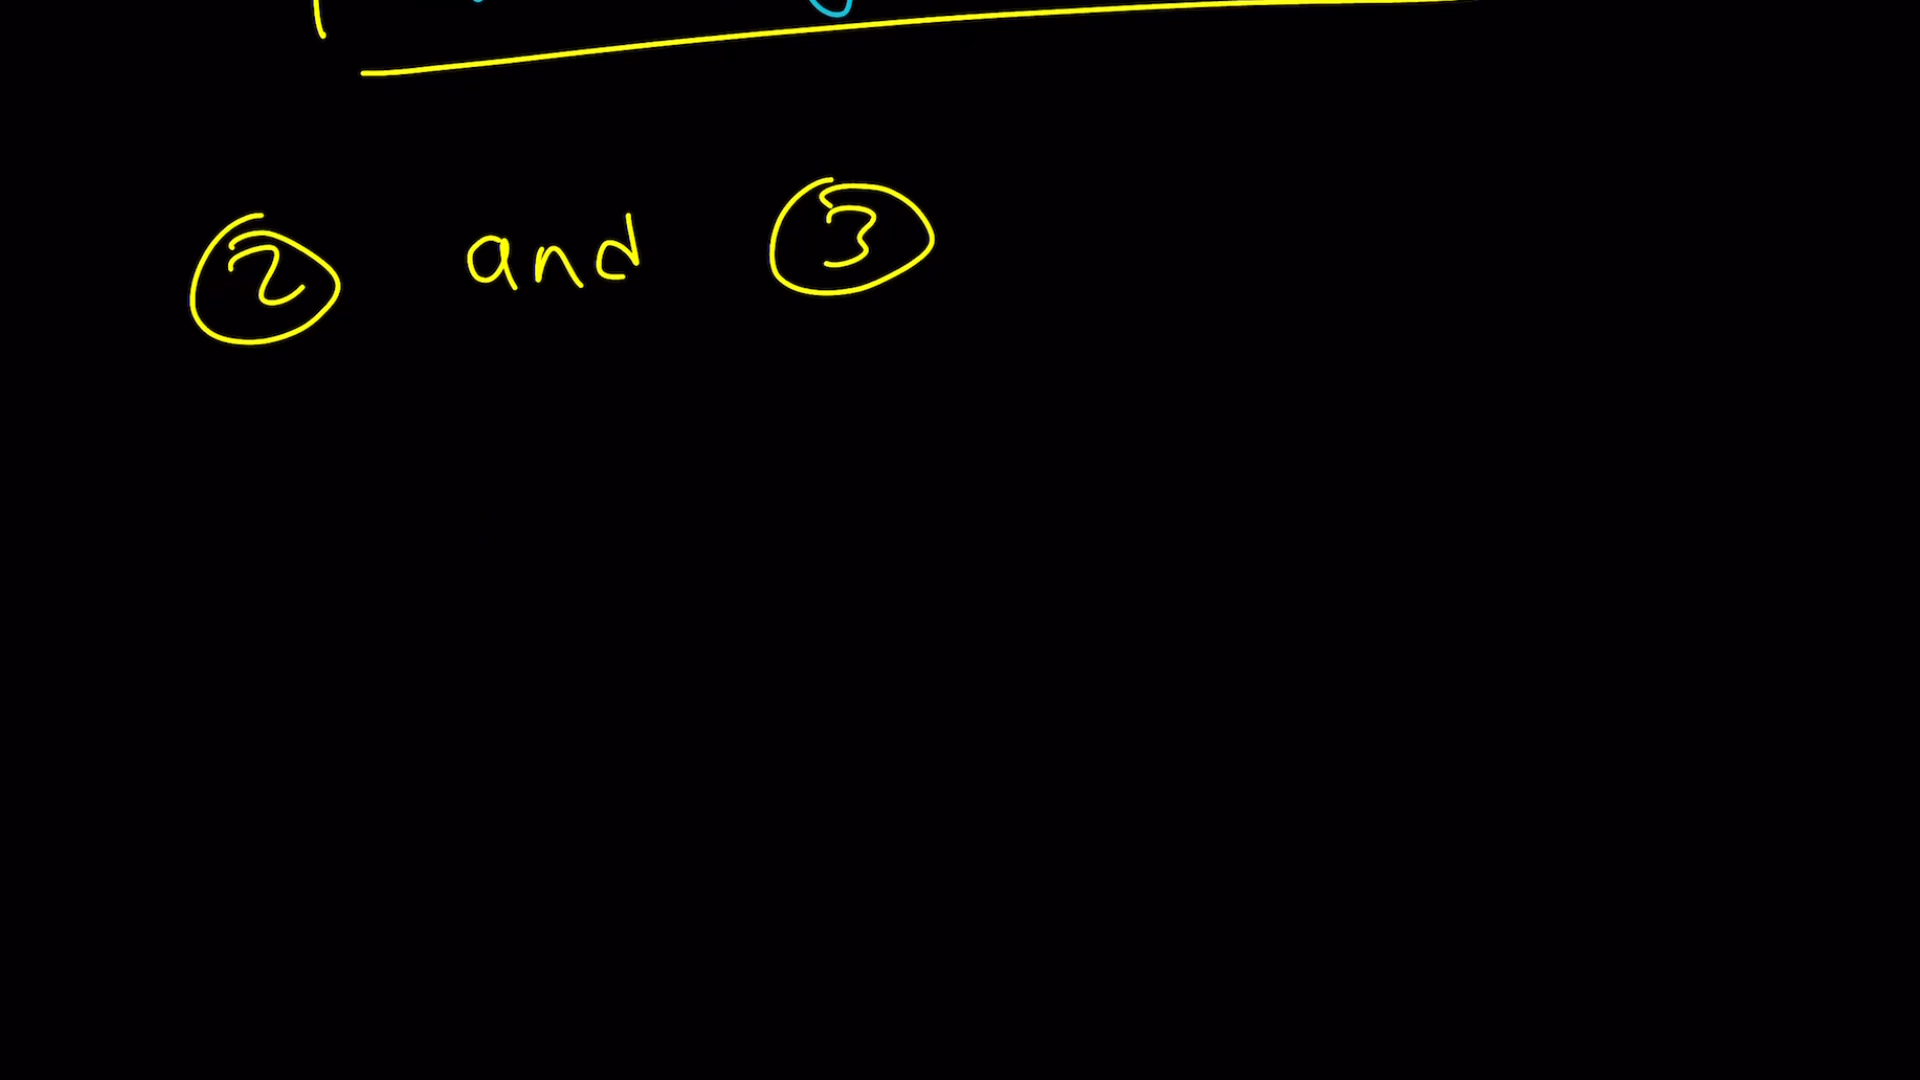 ② and ③